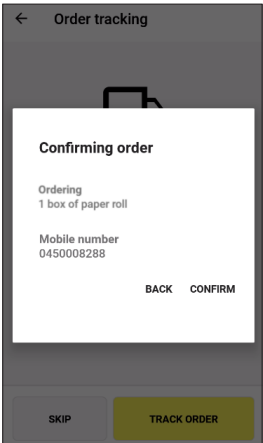 Order tracking
Confirming order
Ordering
1 box of paper roll
Mobile number
0450008288
BACK CONFIRM
SKIP TRACK ORDER